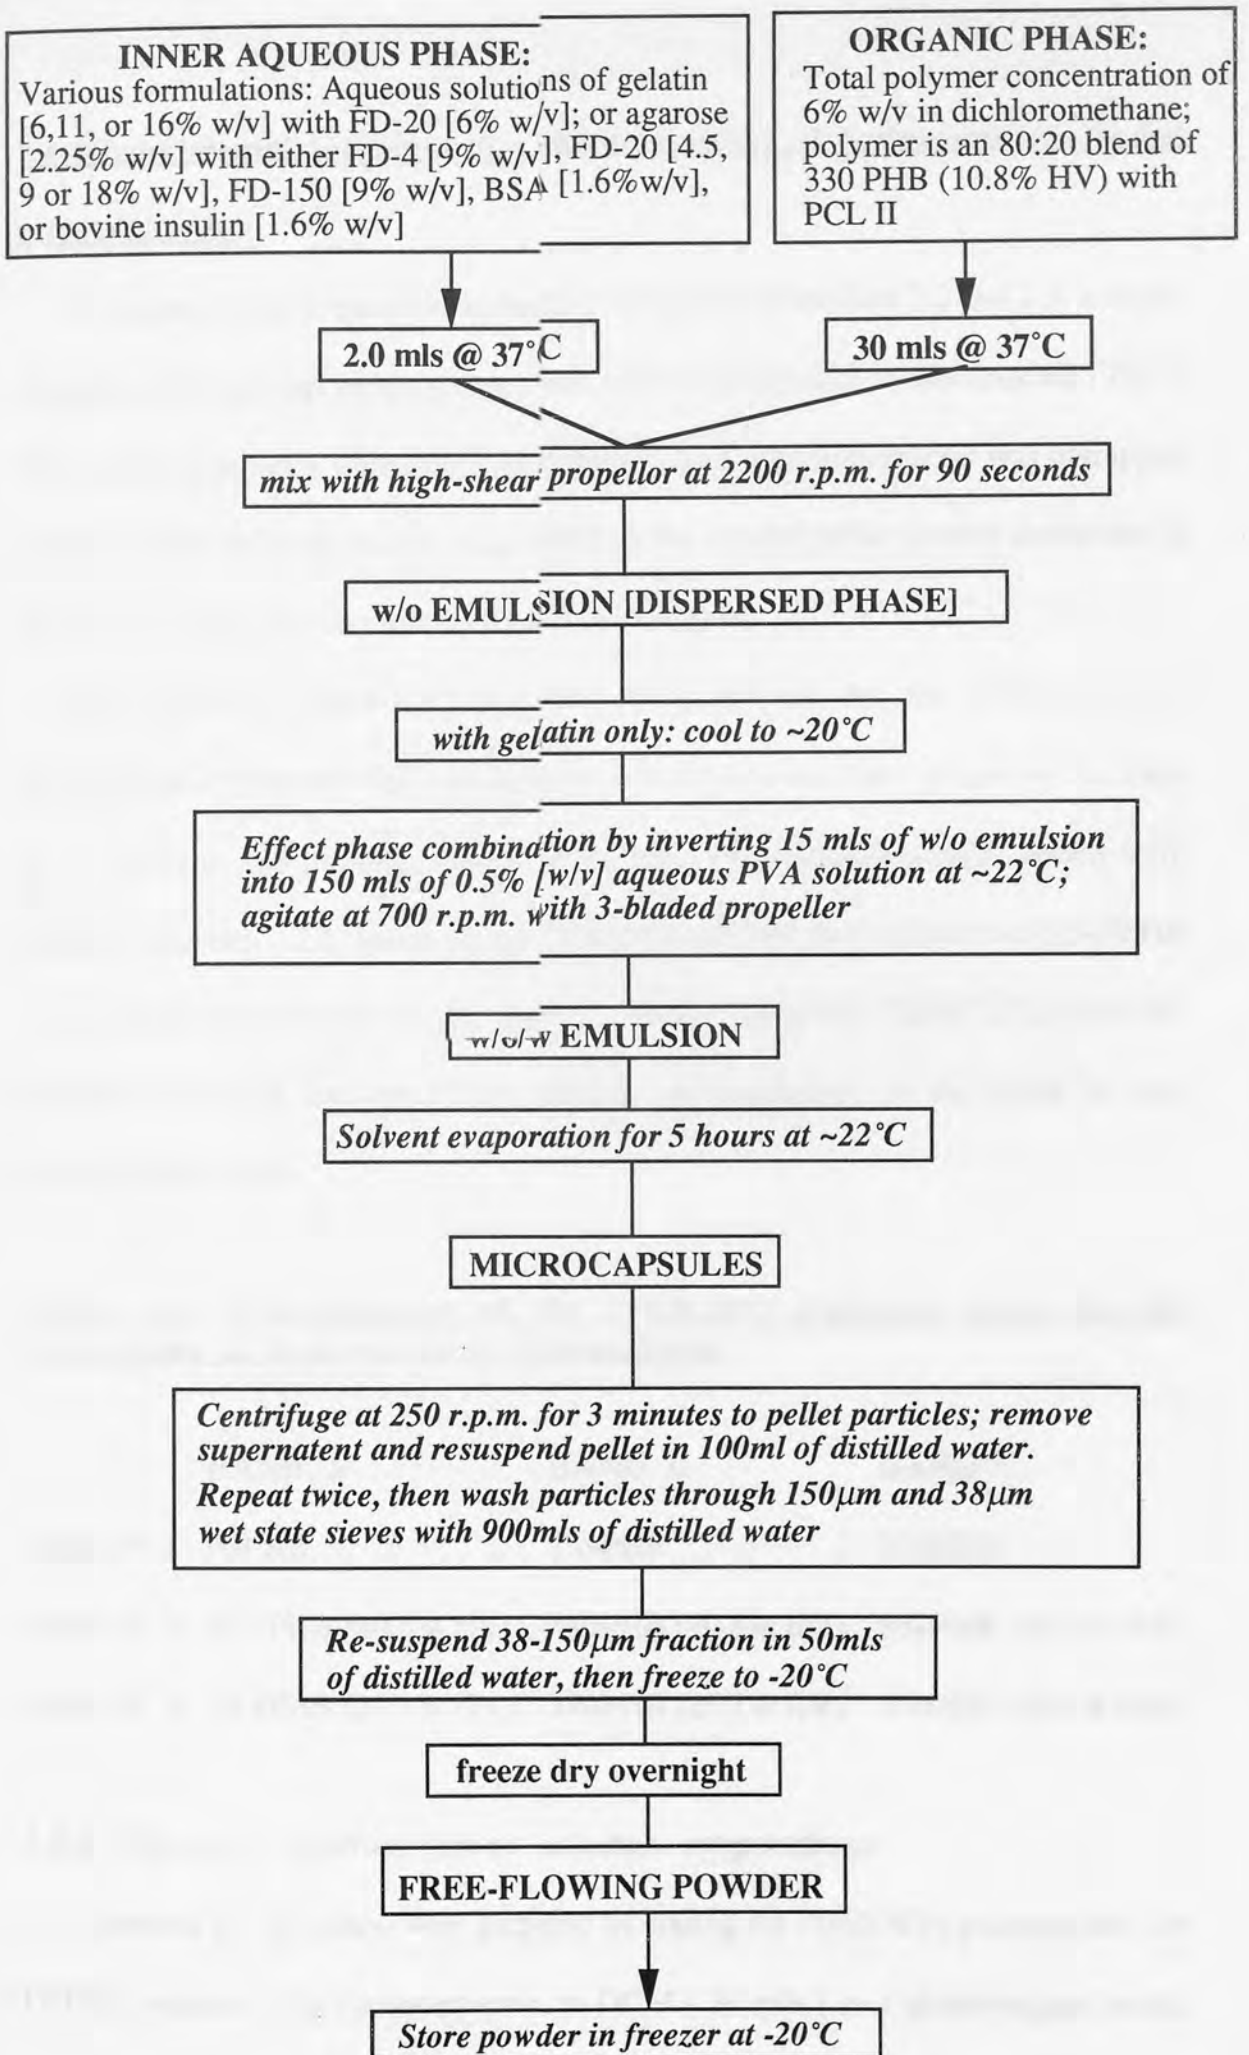 INNER AQUEOUS PHASE:
Various formulations: Aqueous solutions of gelatin
[6,11, or 16% w/v] with FD-20 [6% w/v]; or agarose
[2.25% w/v] with either FD-4 [9% w/v], FD-20 [4.5,
9 or 18% w/v], FD-150 [9% w/v], BSA [1.6%w/v],
or bovine insulin [1.6% w/v]
ORGANIC PHASE:
Total polymer concentration of
6% w/v in dichloromethane;
polymer is an 80:20 blend of
330 PHB (10.8% HV) with
PCL II
2.0 mls @ 37°C
30 mls @ 37°C
mix with high-shear propellor at 2200 r.p.m. for 90 seconds
w/o EMULSION [DISPERSED PHASE]
with gelatin only: cool to ~20°C
Effect phase combination by inverting 15 mls of w/o emulsion
into 150 mls of 0.5% [w/v] aqueous PVA solution at ~22°C;
agitate at 700 r.p.m. with 3-bladed propeller
w/o/w EMULSION
Solvent evaporation for 5 hours at ~22°C
MICROCAPSULES
Centrifuge at 250 r.p.m. for 3 minutes to pellet particles; remove
supernatent and resuspend pellet in 100ml of distilled water.
Repeat twice, then wash particles through 150µm and 38µm
wet state sieves with 900mls of distilled water
Re-suspend 38-150µm fraction in 50mls
of distilled water, then freeze to -20°C
freeze dry overnight
FREE-FLOWING POWDER
Store powder in freezer at -20°C